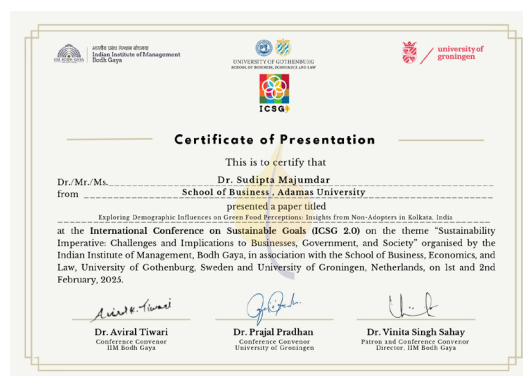 भारतीय प्रबंध संस्थान बोधगया
Indian Institute of Management
Bodh Gaya
IIM BODH GAYA
UNIVERSITY OF GOTHENBURG
SCHOOL OF BUSINESS, ECONOMICS AND LAW
ICSG
university of
groningen
Certificate of Presentation
This is to certify that
Dr./Mr./Ms. Dr. Sudipta Majumdar
from School of Business , Adamas University
presented a paper titled
Exploring Demographic Influences on Green Food Perceptions: Insights from Non-Adopters in Kolkata, India
at the International Conference on Sustainable Goals (ICSG 2.0) on the theme “Sustainability
Imperative: Challenges and Implications to Businesses, Government, and Society” organised by the
Indian Institute of Management, Bodh Gaya, in association with the School of Business, Economics, and
Law, University of Gothenburg, Sweden and University of Groningen, Netherlands, on 1st and 2nd
February, 2025.
Aviral K. Tiwari
Dr. Aviral Tiwari
Conference Convenor
IIM Bodh Gaya
Dr. Prajal Pradhan
Conference Convenor
University of Groningen
Dr. Vinita Singh Sahay
Patron and Conference Convenor
Director, IIM Bodh Gaya